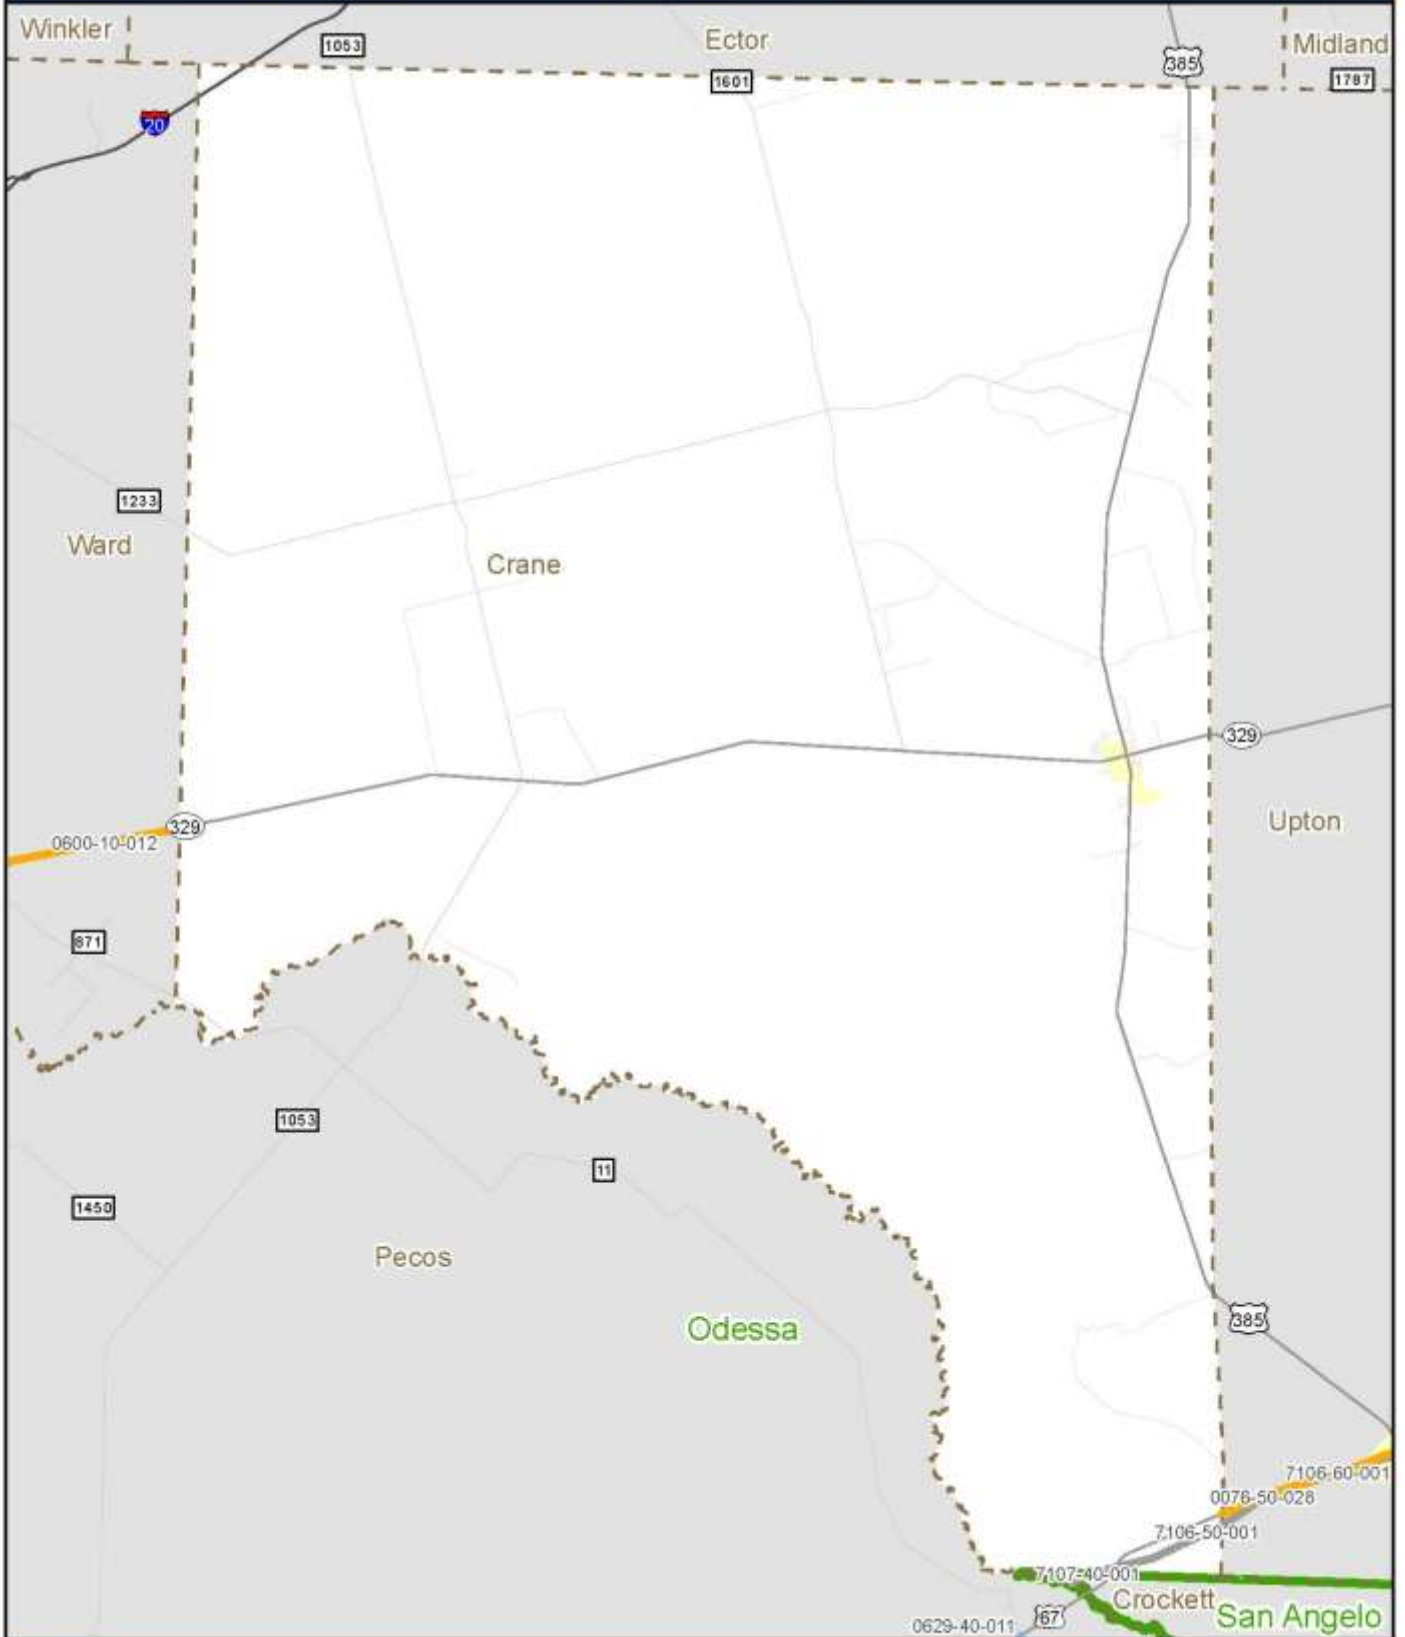 Winkler
1053
Ector
385
Midland
1601
1787
20
1233
Ward
Crane
329
329
0600-10-012
Upton
871
1053
11
1450
Pecos
Odessa
385
7106-60-001
0076-50-028
7106-50-001
7107-40-001
Crockett
San Angelo
67
0629-40-011